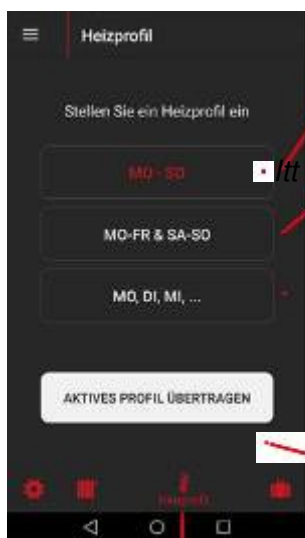 Heizprofil
Stellen Sie ein Heizprofil ein
MO - SO
MO-FR & SA-SO
MO, DI, MI, ...
AKTIVES PROFIL ÜBERTRAGEN
Heizprofil